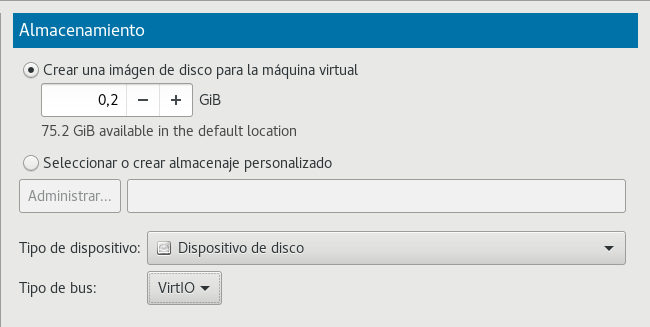 Almacenamiento
Crear una imágen de disco para la máquina virtual
0,2 − + GiB
75.2 GiB available in the default location
Seleccionar o crear almacenaje personalizado
Administrar...
Tipo de dispositivo: Dispositivo de disco
Tipo de bus: VirtIO